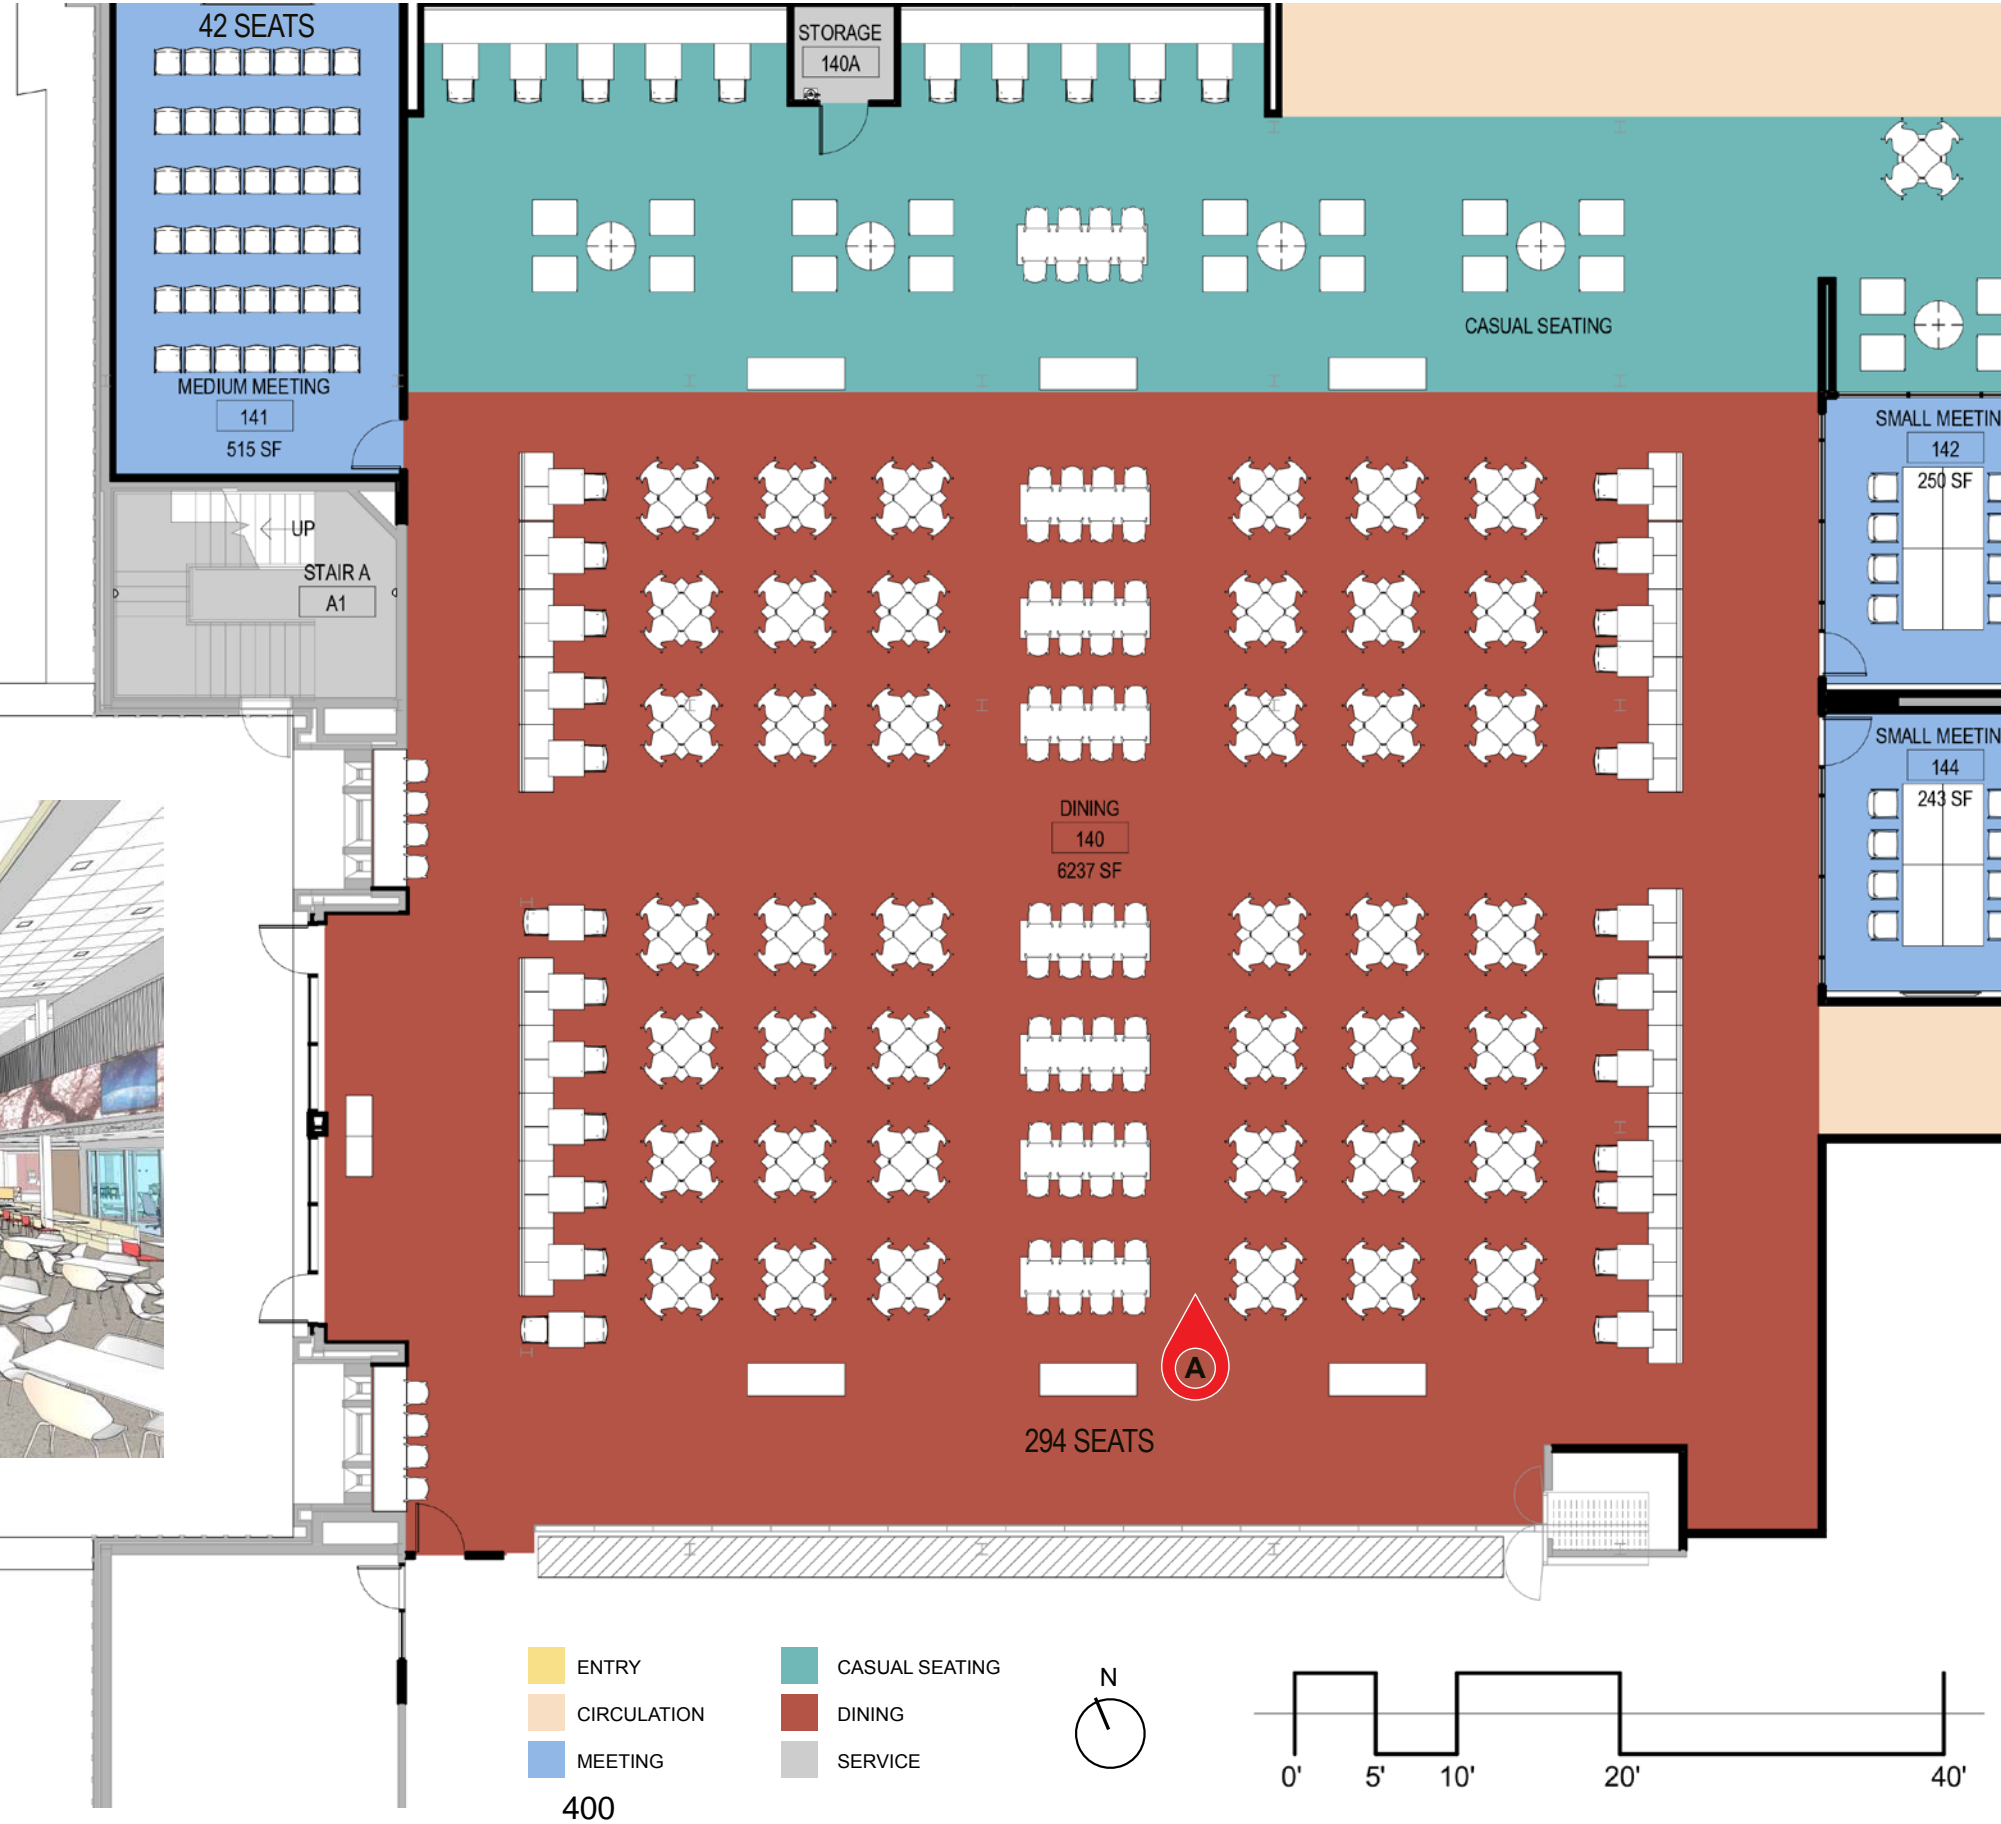 42 SEATS
STORAGE
140A
CASUAL SEATING
MEDIUM MEETING
141
515 SF
SMALL MEETIN
142
250 SF
UP
STAIR A
A1
SMALL MEETIN
144
243 SF
DINING
140
6237 SF
A
294 SEATS
ENTRY
CASUAL SEATING
CIRCULATION
DINING
MEETING
SERVICE
400
N
0' 5' 10' 20' 40'